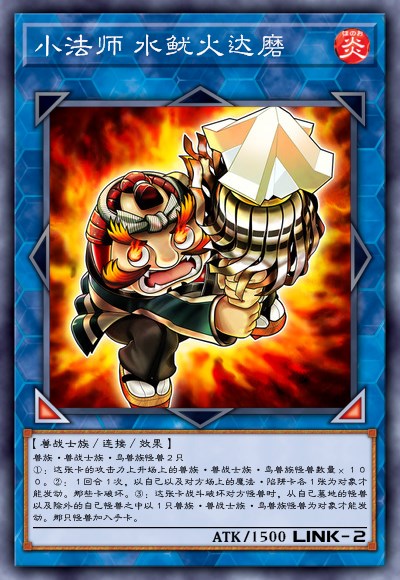 小法师 水鱿火达磨
ほのお
炎
【兽战士族／连接／效果】
兽族・兽战士族・鸟兽族怪兽2只
①：这张卡的攻击力上升场上的兽族・兽战士族・鸟兽族怪兽数量×10
0。②：1回合1次，以自己以及对方场上的魔法・陷阱卡各1张为对象才
能发动。那些卡破坏。③：这张卡战斗破坏对方怪兽时，从自己墓地的怪兽
以及除外的自己怪兽之中以1只兽族・兽战士族・鸟兽族怪兽为对象才能发
动。那只怪兽加入手卡。
ATK/1500 LINK-2